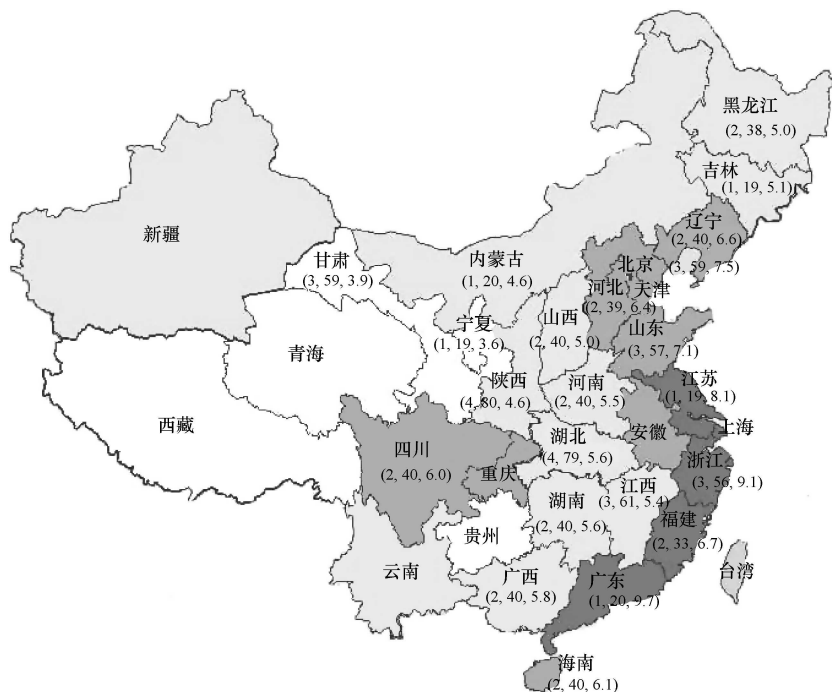 黑龙江
(2, 38, 5.0)
吉林
(1, 19, 5.1)
辽宁
(2, 40, 6.6)
新疆
甘肃
(3, 59, 3.9)
内蒙古
(1, 20, 4.6)
北京
(3, 59, 7.5)
河北
天津
(2, 39, 6.4)
宁夏
(1, 19, 3.6)
山西
(2, 40, 5.0)
山东
(3, 57, 7.1)
青海
陕西
(4, 80, 4.6)
河南
(2, 40, 5.5)
江苏
(1, 19, 8.1)
西藏
四川
(2, 40, 6.0)
湖北
(4, 79, 5.6)
安徽
上海
重庆
浙江
(3, 56, 9.1)
江西
(3, 61, 5.4)
湖南
(2, 40, 5.6)
福建
(2, 33, 6.7)
贵州
云南
广西
(2, 40, 5.8)
广东
(1, 20, 9.7)
台湾
海南
(2, 40, 6.1)